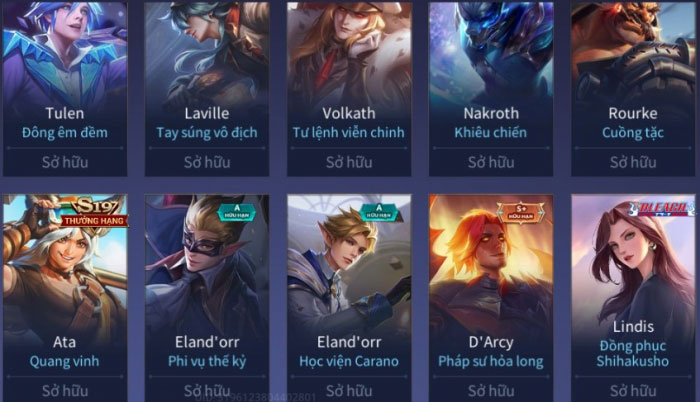 Tulen
Đông êm đềm
Sở hữu
Laville
Tay súng vô địch
Sở hữu
Volkath
Tư lệnh viễn chinh
Sở hữu
Nakroth
Khiêu chiến
Sở hữu
Rourke
Cuồng tặc
Sở hữu
S19
THƯỞNG HẠNG
Ata
Quang vinh
Sở hữu
A
HỮU HẠN
Eland'orr
Phi vụ thế kỷ
Sở hữu
A
HỮU HẠN
Eland'orr
Học viện Carano
Sở hữu
S+
HỮU HẠN
D'Arcy
Pháp sư hỏa long
Sở hữu
BLEACH
Lindis
Đồng phục
Shihakusho
Sở hữu